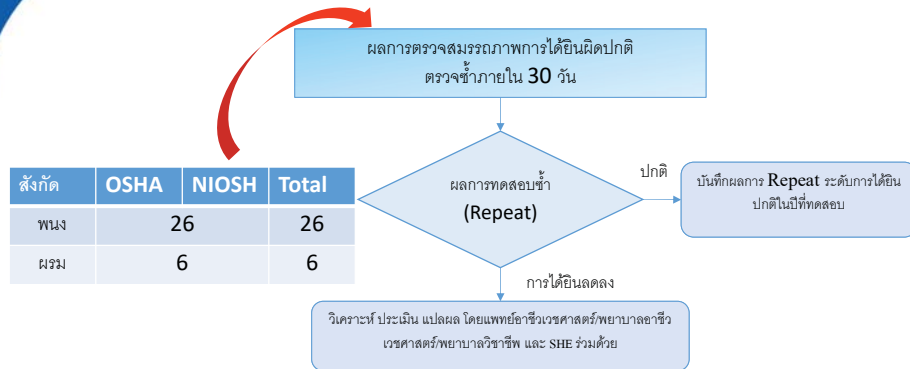 ผลการตรวจสมรรถภาพการได้ยินผิดปกติ
ตรวจซ้ำภายใน 30 วัน
สังกัด OSHA NIOSH Total
พนง 26 26
ผรม 6 6
ผลการทดสอบซ้ำ
(Repeat)
ปกติ
บันทึกผลการ Repeat ระดับการได้ยิน
ปกติในปีที่ทดสอบ
การได้ยินลดลง
วิเคราะห์ ประเมิน แปลผล โดยแพทย์อาชีวเวชศาสตร์/พยาบาลอาชีว
เวชศาสตร์/พยาบาลวิชาชีพ และ SHE ร่วมด้วย